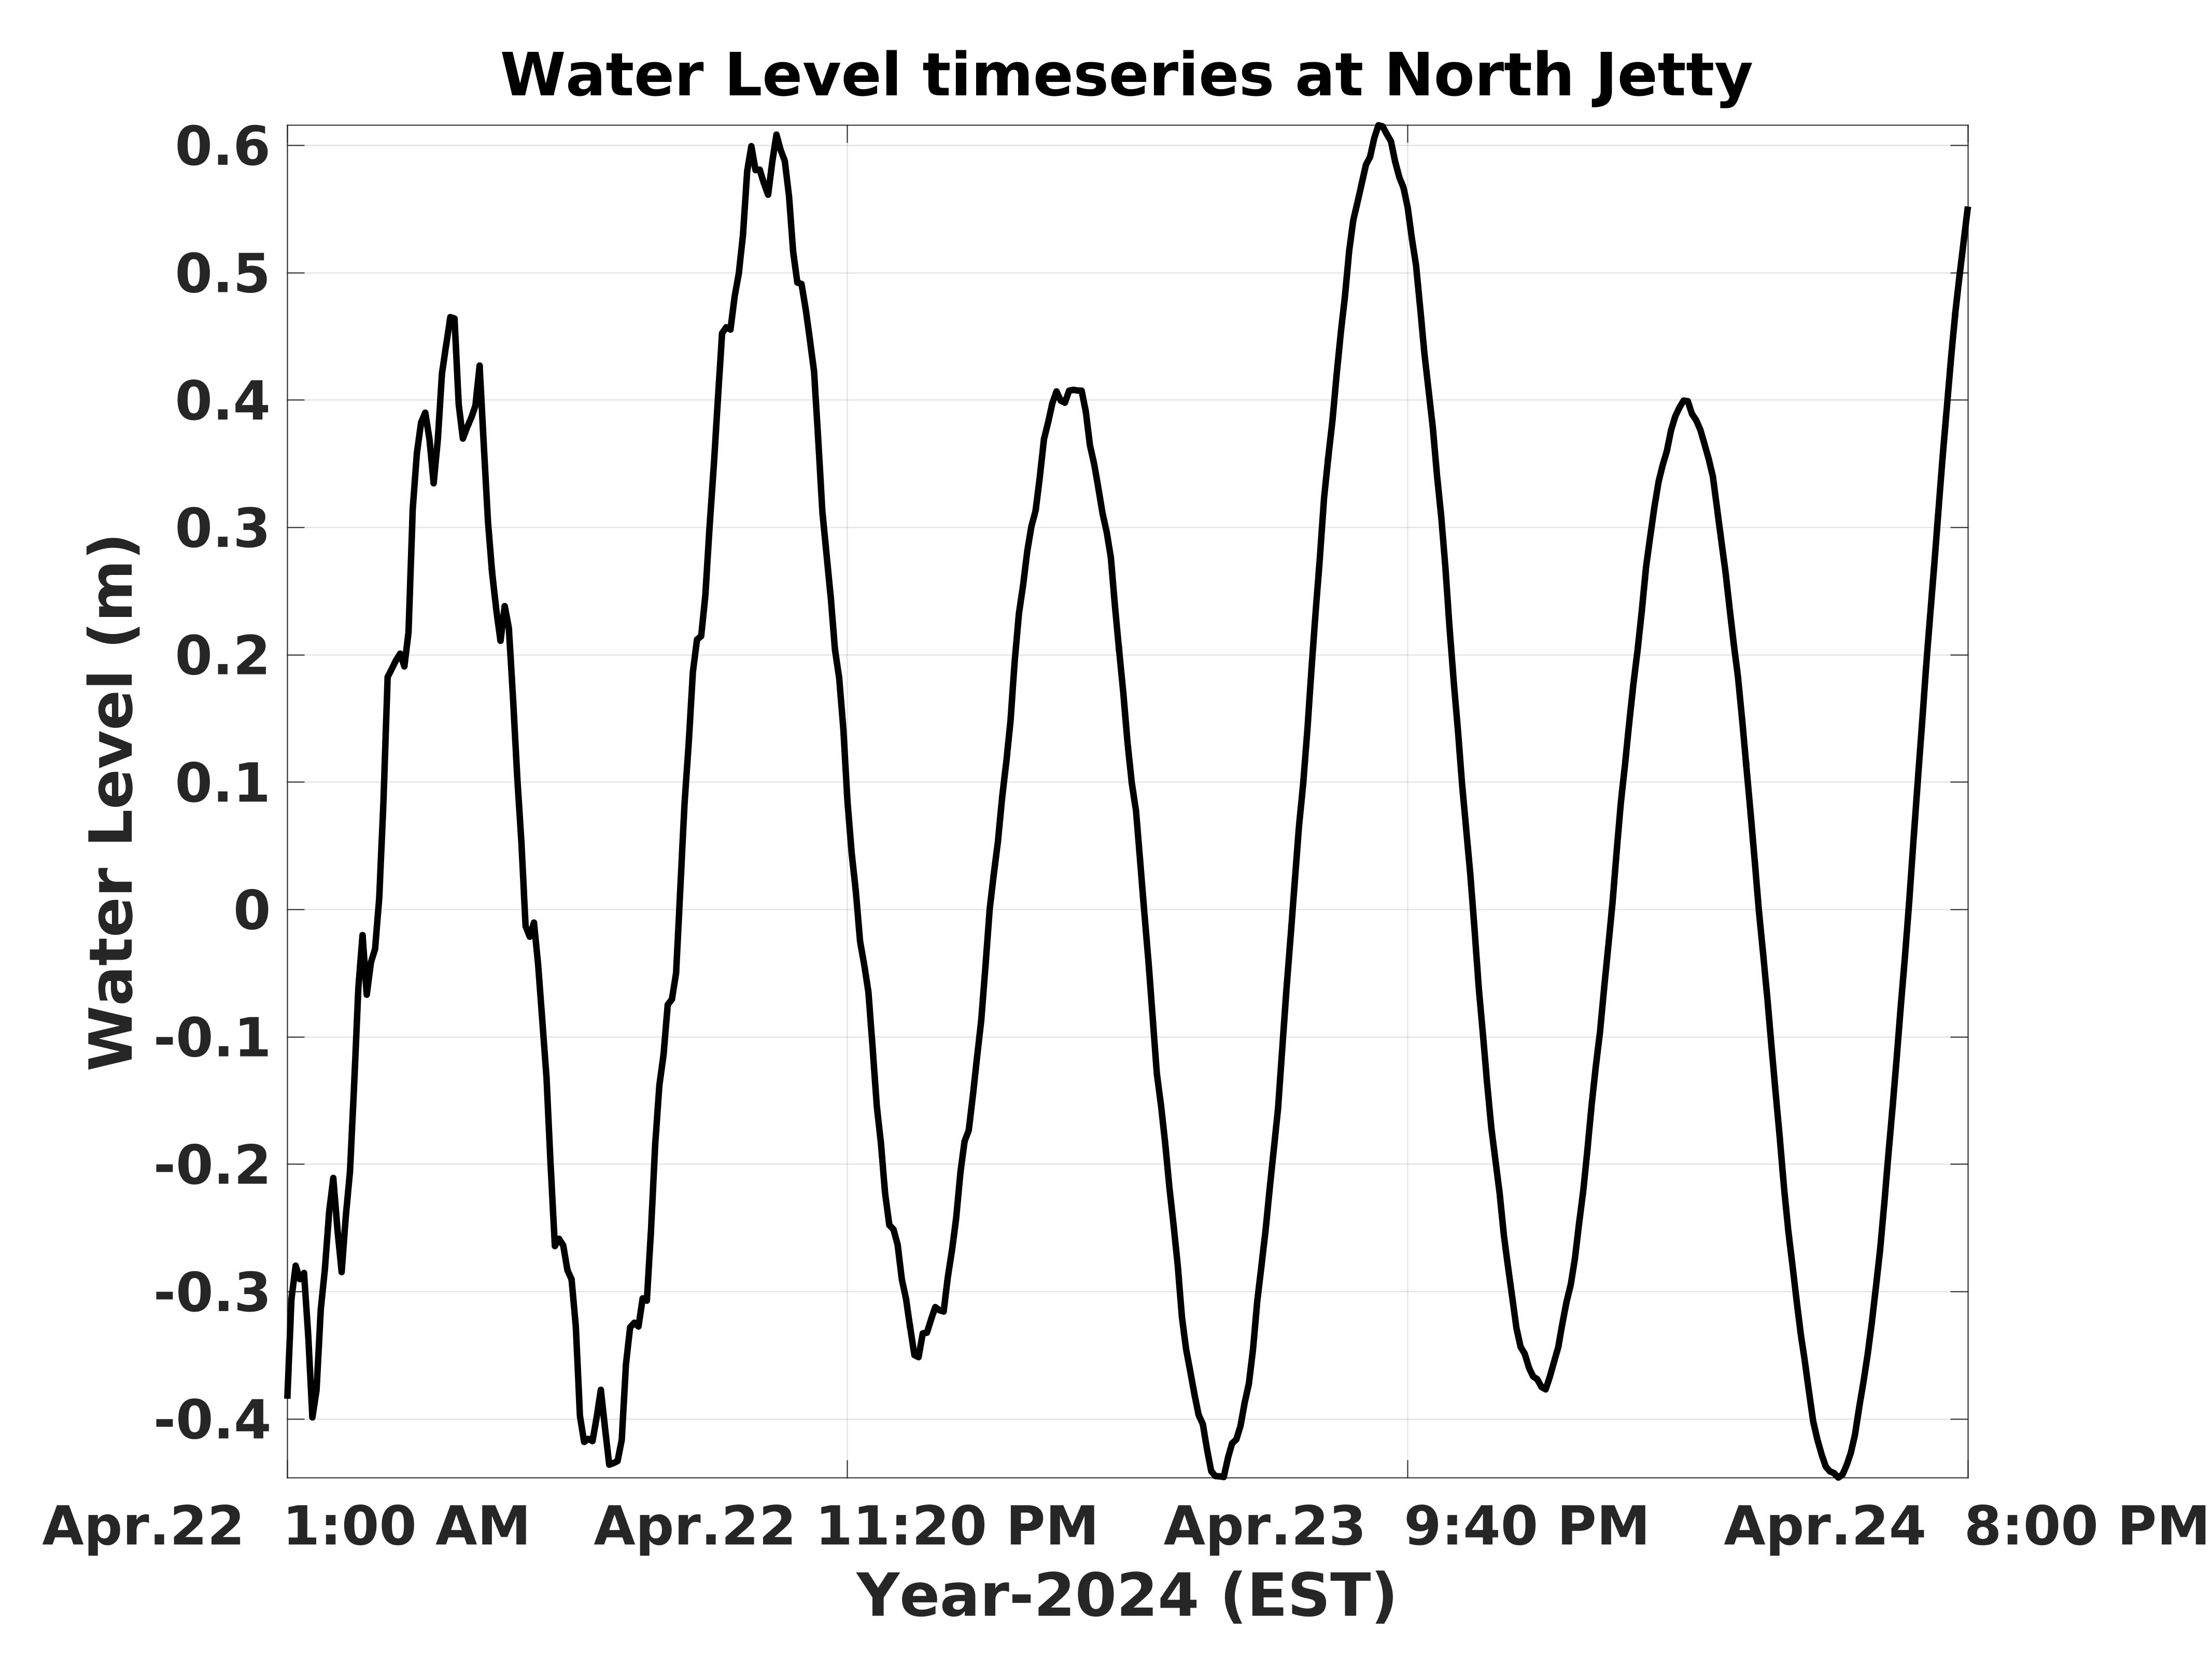 Water Level timeseries at North Jetty
0.6
0.5
0.4
0.3
0.2
0.1
0
-0.1
-0.2
-0.3
-0.4
Water Level (m)
Apr.22 1:00 AM Apr.22 11:20 PM Apr.23 9:40 PM Apr.24 8:00 PM
Year-2024 (EST)